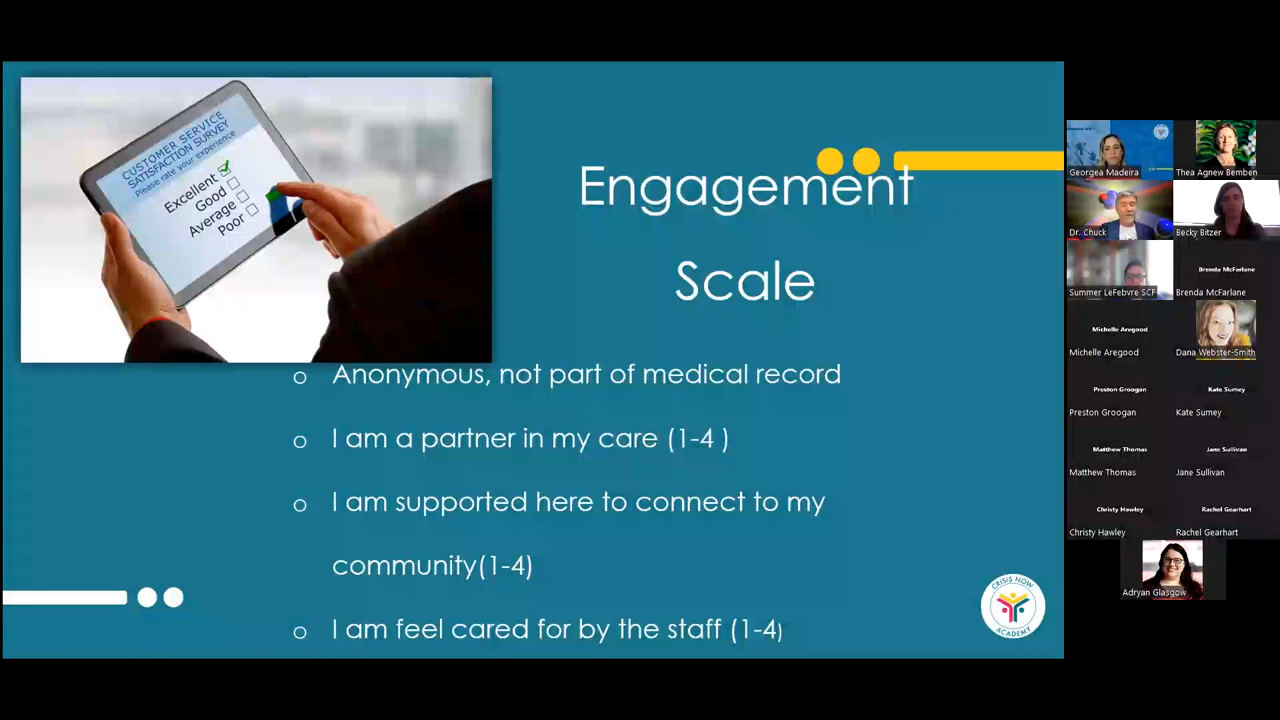 CUSTOMER SERVICE
SATISFACTION SURVEY
Please rate your experience
Excellent
Good
Average
Poor
Engagement
Scale
o Anonymous, not part of medical record
o I am a partner in my care (1-4 )
o I am supported here to connect to my
community(1-4)
o I am feel cared for by the staff (1-4)
CRISIS NOW
ACADEMY
Georgea Madeira
Thea Agnew Bemben
Dr. Chuck
Becky Bitzer
Summer LeFebvre SCF
Brenda McFarlane
Brenda McFarlane
Michelle Aregood
Michelle Aregood
Dana Webster-Smith
Preston Groogan
Preston Groogan
Kate Sumey
Kate Sumey
Matthew Thomas
Matthew Thomas
Jane Sullivan
Jane Sullivan
Christy Hawley
Christy Hawley
Rachel Gearhart
Rachel Gearhart
Adryan Glasgow